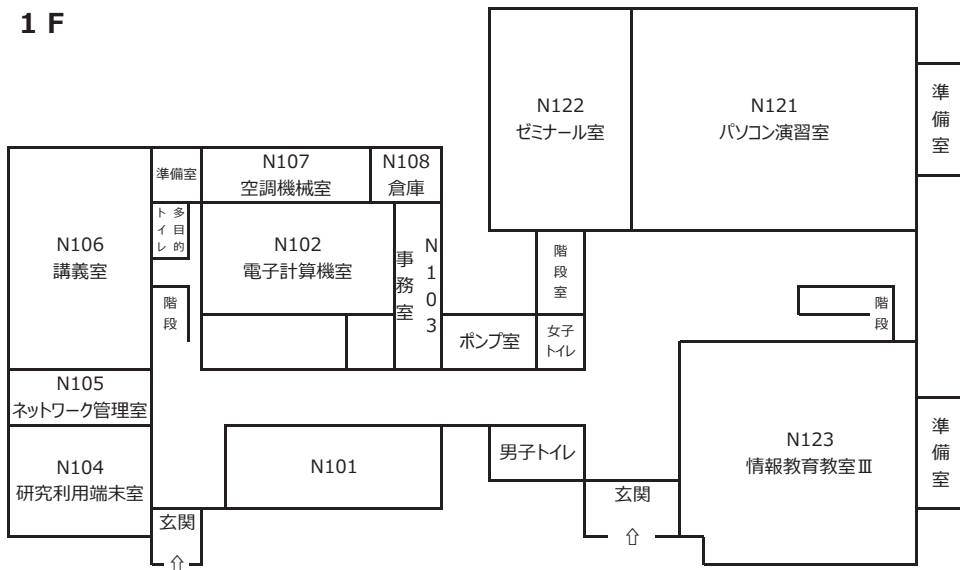 1 F
N122
ゼミナール室
N121
パソコン演習室
準備室
N106
講義室
準備室
N107
空調機械室
N108
倉庫
多目的
トイレ
N102
電子計算機室
N103
事務室
階段
階段室
階段
ポンプ室
女子
トイレ
N105
ネットワーク管理室
N104
研究利用端末室
N101
男子トイレ
N123
情報教育教室Ⅲ
準備室
玄関
⇧
玄関
⇧